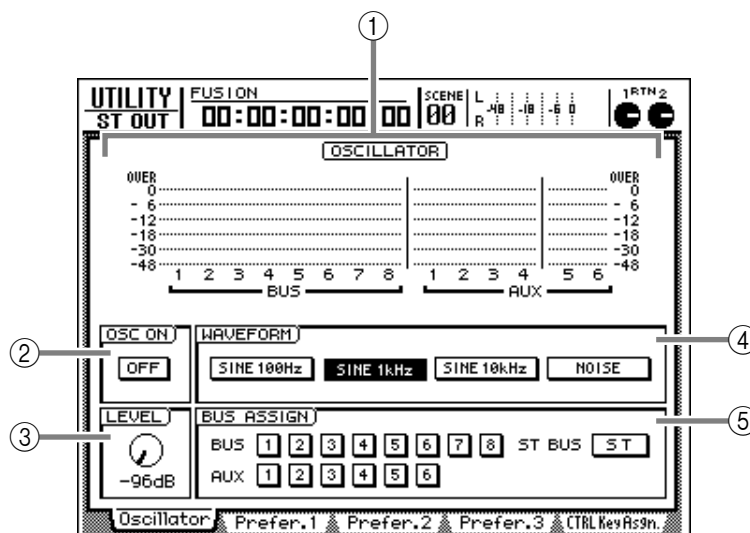 1
UTILITY
ST OUT
FUSION
00:00:00:00 00
SCENE
00
L -48 -18 -6 0
R
1 RTN 2
OSCILLATOR
OVER OVER
0 0
- 6 - 6
-12 -12
-18 -18
-30 -30
-48 -48
1 2 3 4 5 6 7 8 1 2 3 4 5 6
BUS AUX
2
OSC ON
OFF
WAVEFORM
SINE 100Hz SINE 1kHz SINE 10kHz NOISE
4
3
LEVEL
-96dB
BUS ASSIGN
BUS 1 2 3 4 5 6 7 8 ST BUS ST
AUX 1 2 3 4 5 6
5
Oscillator Prefer.1 Prefer.2 Prefer.3 CTRL Key Asgn.